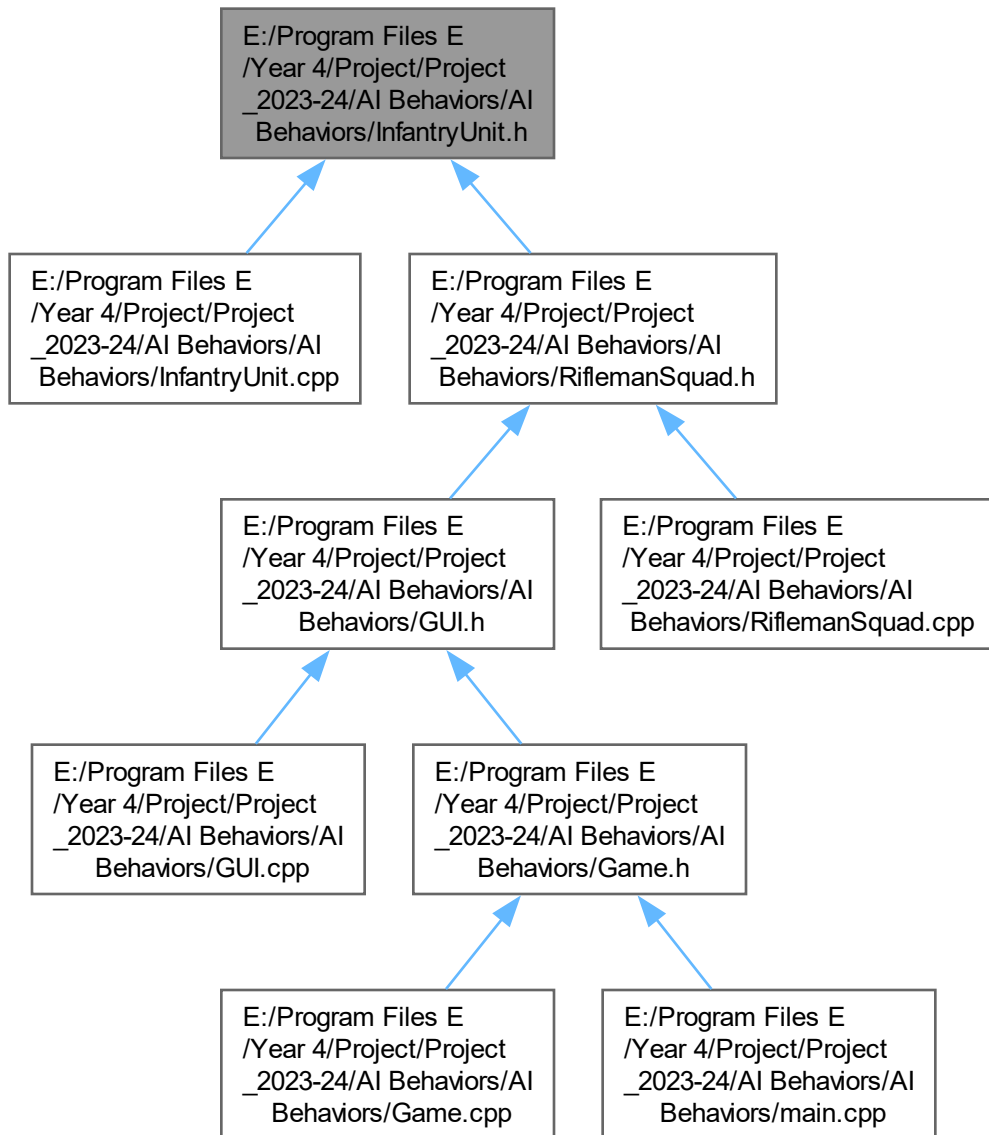 E:/Program Files E
/Year 4/Project/Project
_2023-24/AI Behaviors/AI
Behaviors/InfantryUnit.h
E:/Program Files E
/Year 4/Project/Project
_2023-24/AI Behaviors/AI
Behaviors/InfantryUnit.cpp
E:/Program Files E
/Year 4/Project/Project
_2023-24/AI Behaviors/AI
Behaviors/RiflemanSquad.h
E:/Program Files E
/Year 4/Project/Project
_2023-24/AI Behaviors/AI
Behaviors/GUI.h
E:/Program Files E
/Year 4/Project/Project
_2023-24/AI Behaviors/AI
Behaviors/RiflemanSquad.cpp
E:/Program Files E
/Year 4/Project/Project
_2023-24/AI Behaviors/AI
Behaviors/GUI.cpp
E:/Program Files E
/Year 4/Project/Project
_2023-24/AI Behaviors/AI
Behaviors/Game.h
E:/Program Files E
/Year 4/Project/Project
_2023-24/AI Behaviors/AI
Behaviors/Game.cpp
E:/Program Files E
/Year 4/Project/Project
_2023-24/AI Behaviors/AI
Behaviors/main.cpp